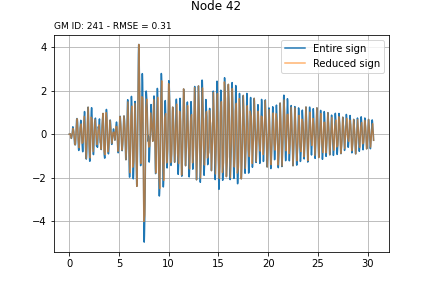 Node 42
GM ID: 241 - RMSE = 0.31
Entire sign
Reduced sign
4
2
0
−2
−4
0 5 10 15 20 25 30